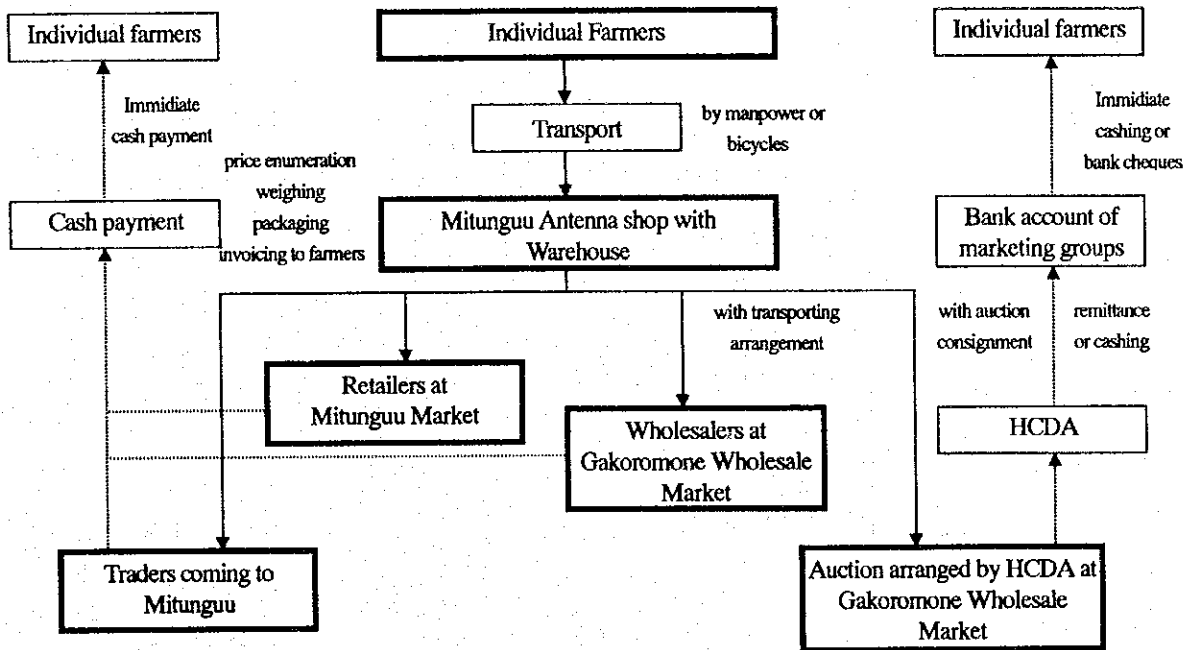 Individual farmers
Individual Farmers
Individual farmers
Immidiate
cash payment
Transport
by manpower or
bicycles
Immidiate
cashing or
bank cheques
price enumeration
weighing
packaging
invoicing to farmers
Cash payment
Mitunguu Antenna shop with
Warehouse
Bank account of
marketing groups
with transporting
arrangement
with auction
consignment
remittance
or cashing
Retailers at
Mitunguu Market
Wholesalers at
Gakoromone Wholesale
Market
HCDA
Traders coming to
Mitunguu
Auction arranged by HCDA at
Gakoromone Wholesale
Market